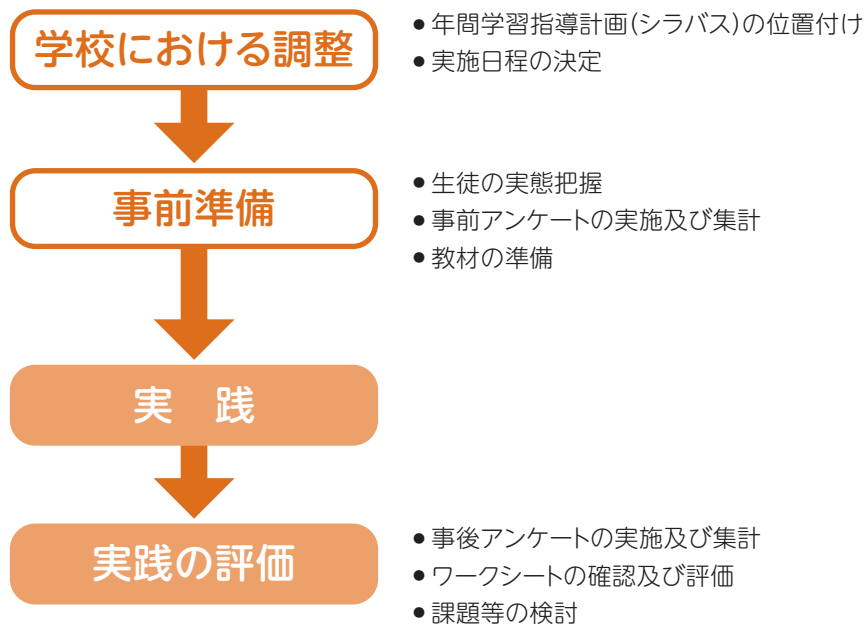 学校における調整
● 年間学習指導計画(シラバス)の位置付け
● 実施日程の決定
事前準備
● 生徒の実態把握
● 事前アンケートの実施及び集計
● 教材の準備
実　践
実践の評価
● 事後アンケートの実施及び集計
● ワークシートの確認及び評価
● 課題等の検討